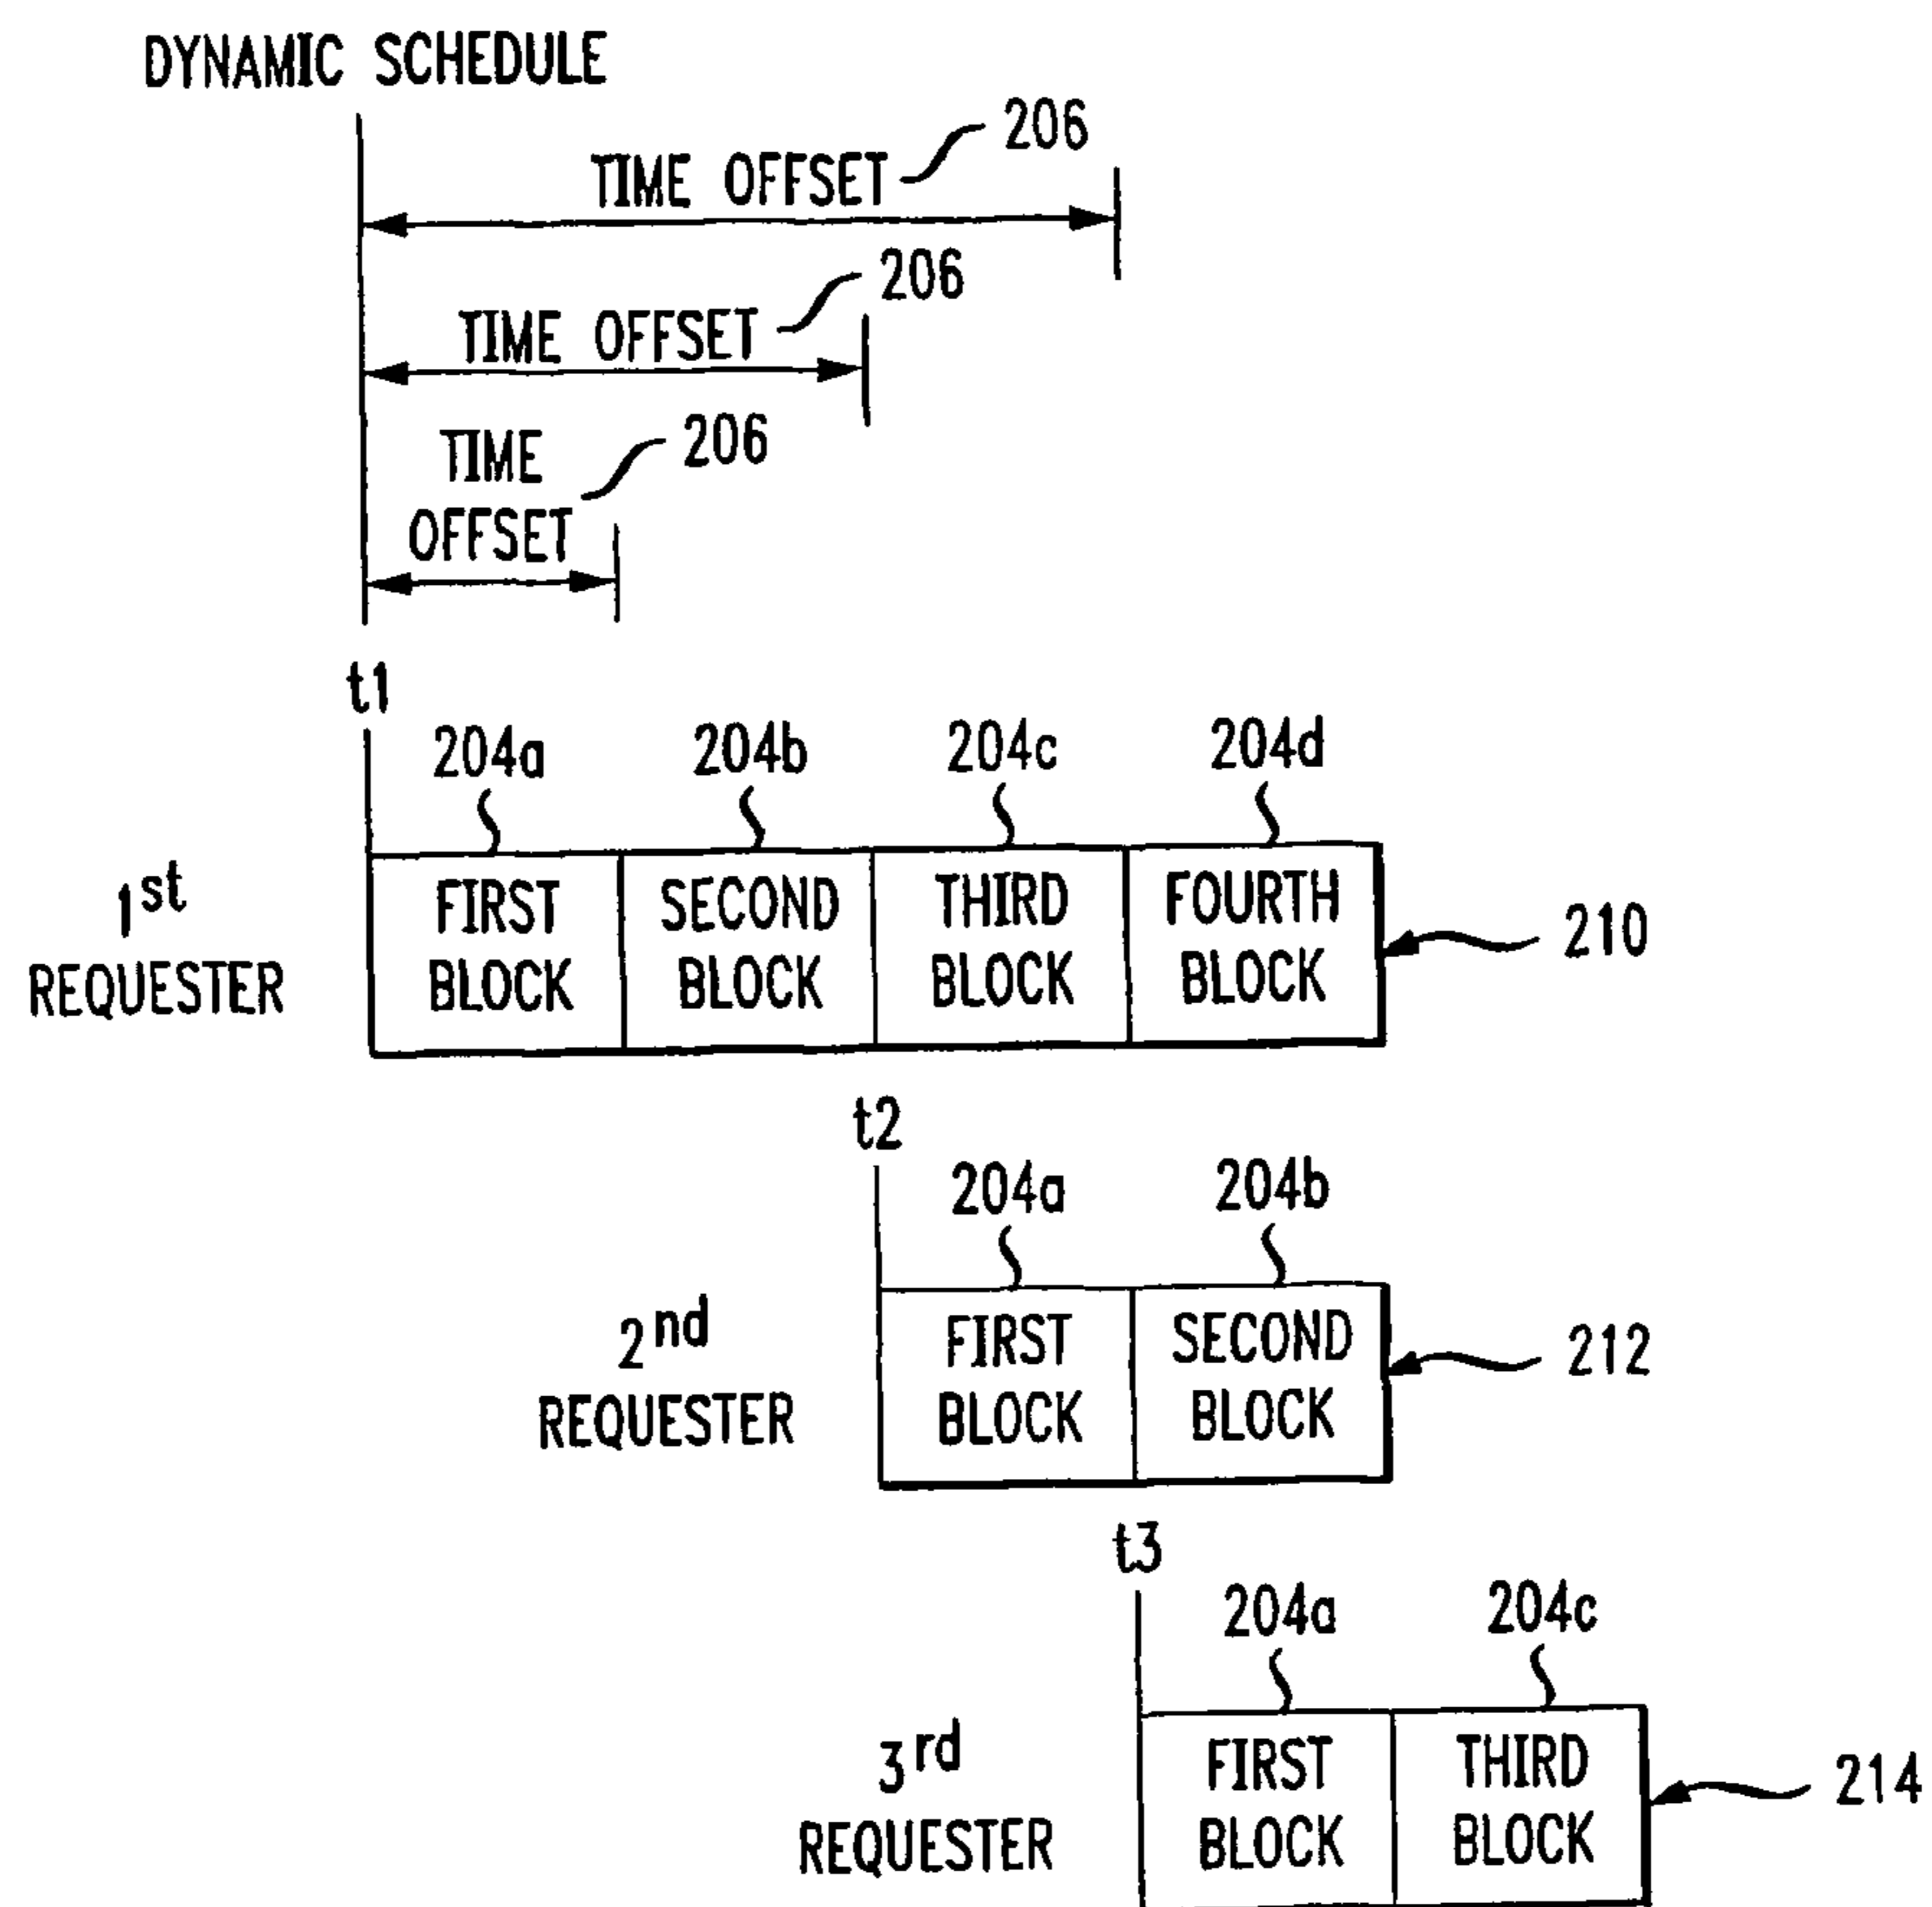 DYNAMIC SCHEDULE
206
TIME OFFSET
206
TIME OFFSET
206
TIME
OFFSET
t1
204a 204b 204c 204d
1st
REQUESTER
FIRST
BLOCK
SECOND
BLOCK
THIRD
BLOCK
FOURTH
BLOCK
210
t2
204a 204b
2nd
REQUESTER
FIRST
BLOCK
SECOND
BLOCK
212
t3
204a 204c
3rd
REQUESTER
FIRST
BLOCK
THIRD
BLOCK
214